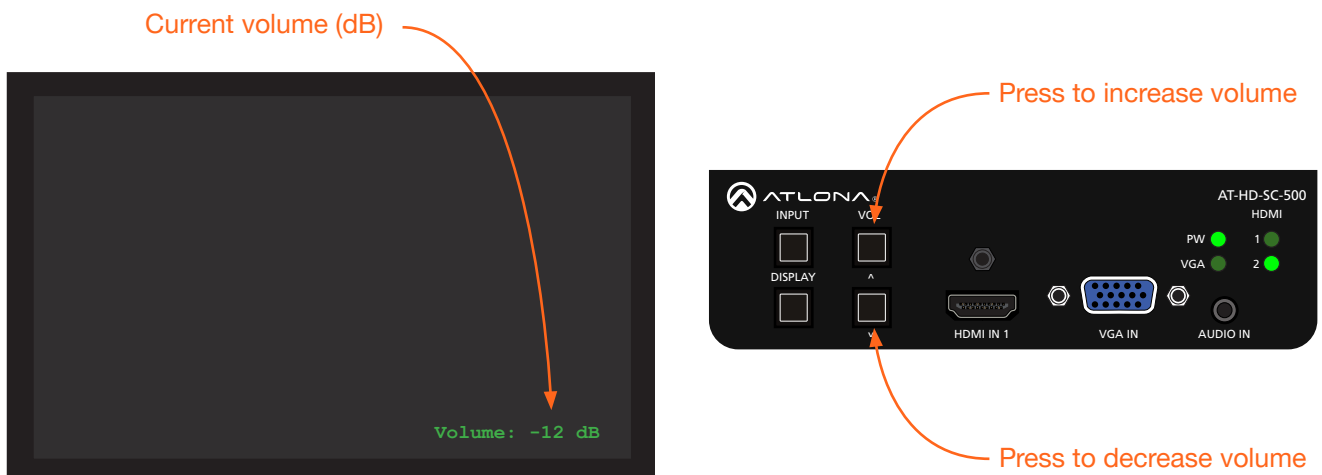 Current volume (dB)
Volume: -12 dB
Press to increase volume
ATLONA®
AT-HD-SC-500
INPUT VOL
HDMI
PW 1
VGA 2
DISPLAY ^
v
HDMI IN 1 VGA IN AUDIO IN
Press to decrease volume